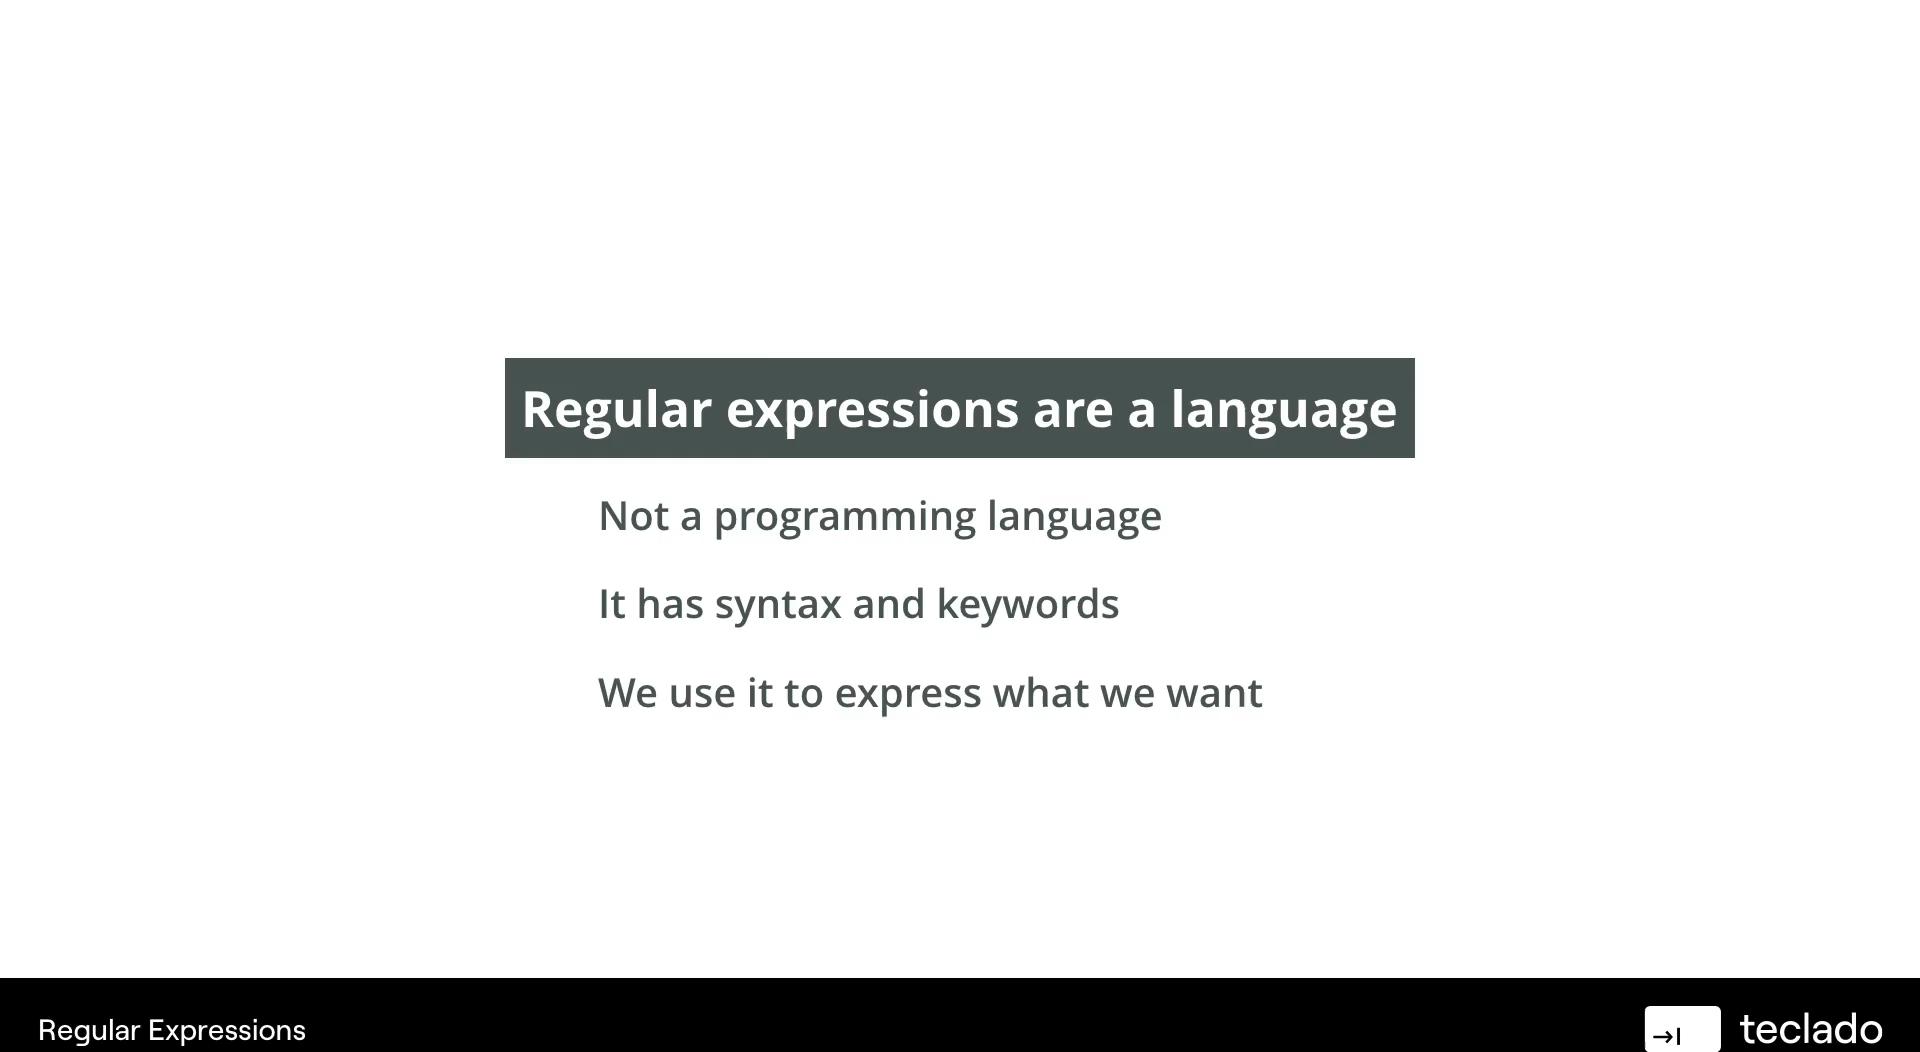 Regular expressions are a language
Not a programming language
It has syntax and keywords
We use it to express what we want
Regular Expressions
teclado